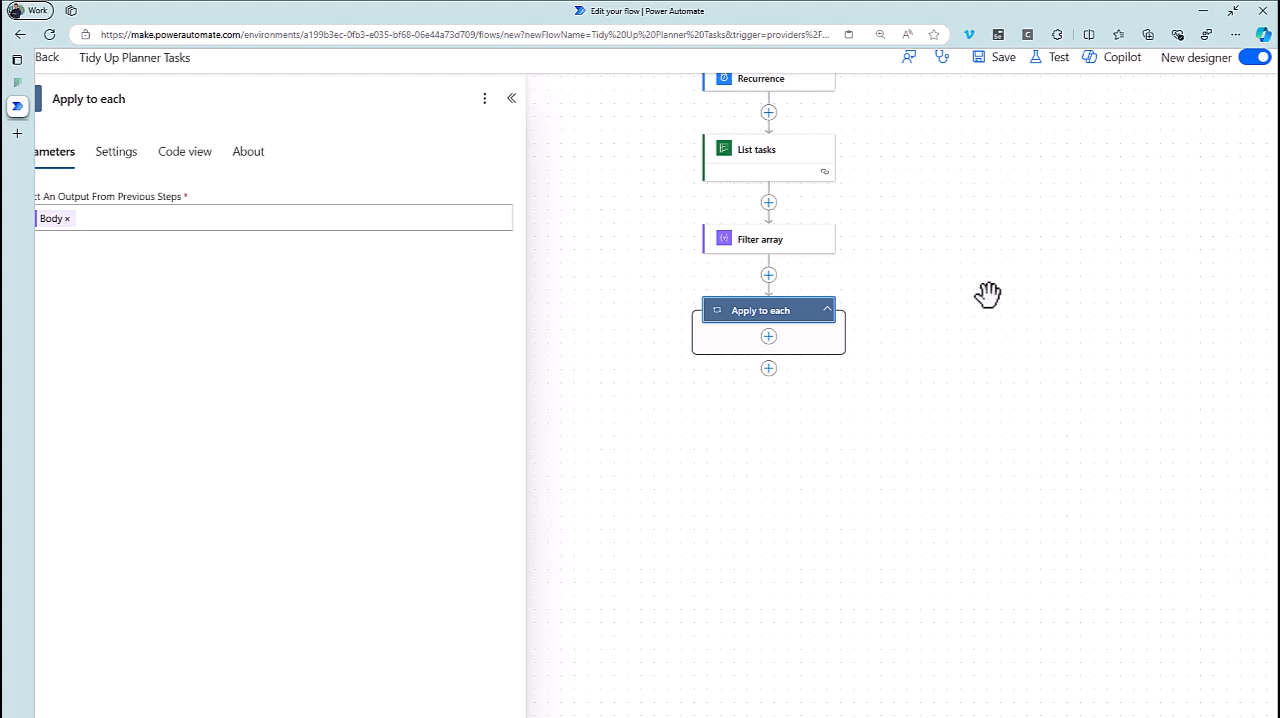 Work
Edit your flow | Power Automate
https://make.powerautomate.com/environments/a199b3ec-0fb3-e035-bf68-06e44a73d709/flows/new?newFlowName=Tidy%20Up%20Planner%20Tasks&trigger=providers%2F...
Back
Tidy Up Planner Tasks
Save
Test
Copilot
New designer
Apply to each
ameters
Settings
Code view
About
ct An Output From Previous Steps *
Body ×
Recurrence
List tasks
Filter array
Apply to each